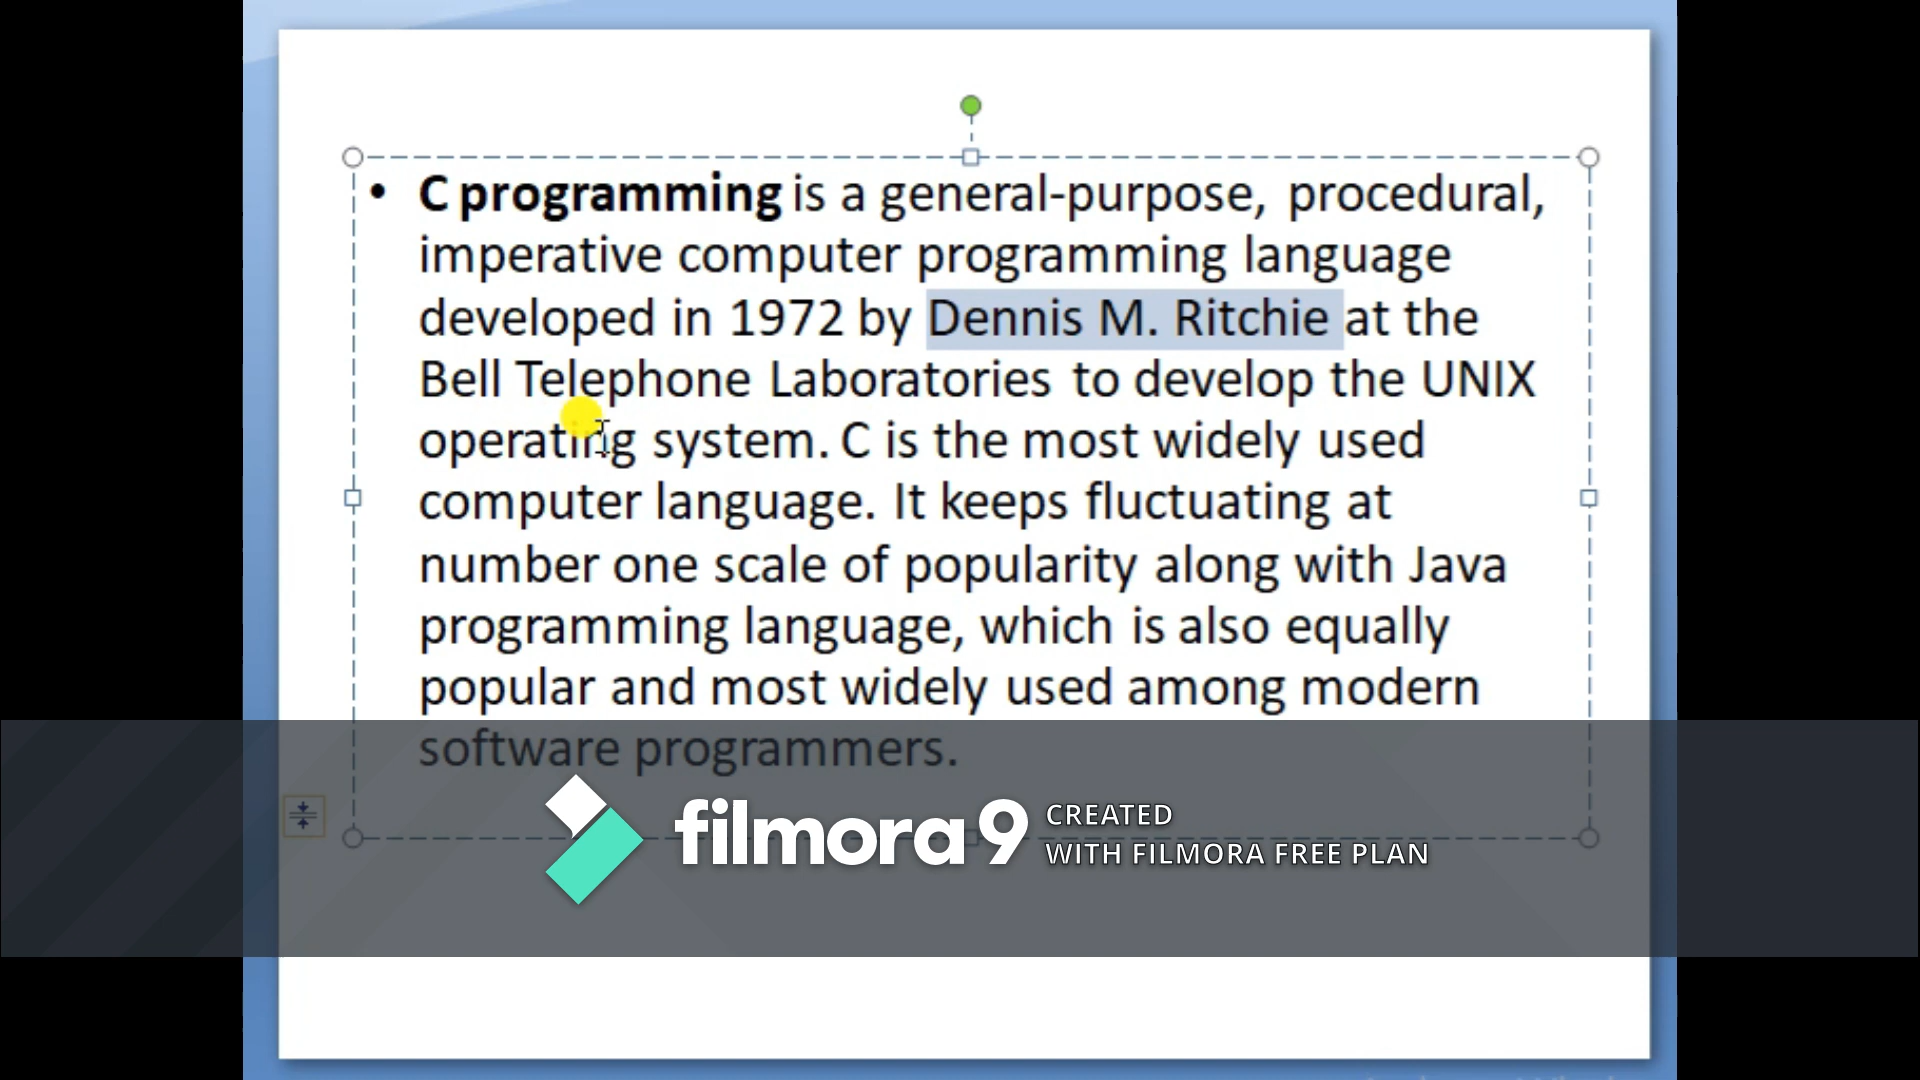 • C programming is a general-purpose, procedural,
imperative computer programming language
developed in 1972 by Dennis M. Ritchie at the
Bell Telephone Laboratories to develop the UNIX
operating system. C is the most widely used
computer language. It keeps fluctuating at
number one scale of popularity along with Java
programming language, which is also equally
popular and most widely used among modern
software programmers.
filmora9
CREATED
WITH FILMORA FREE PLAN